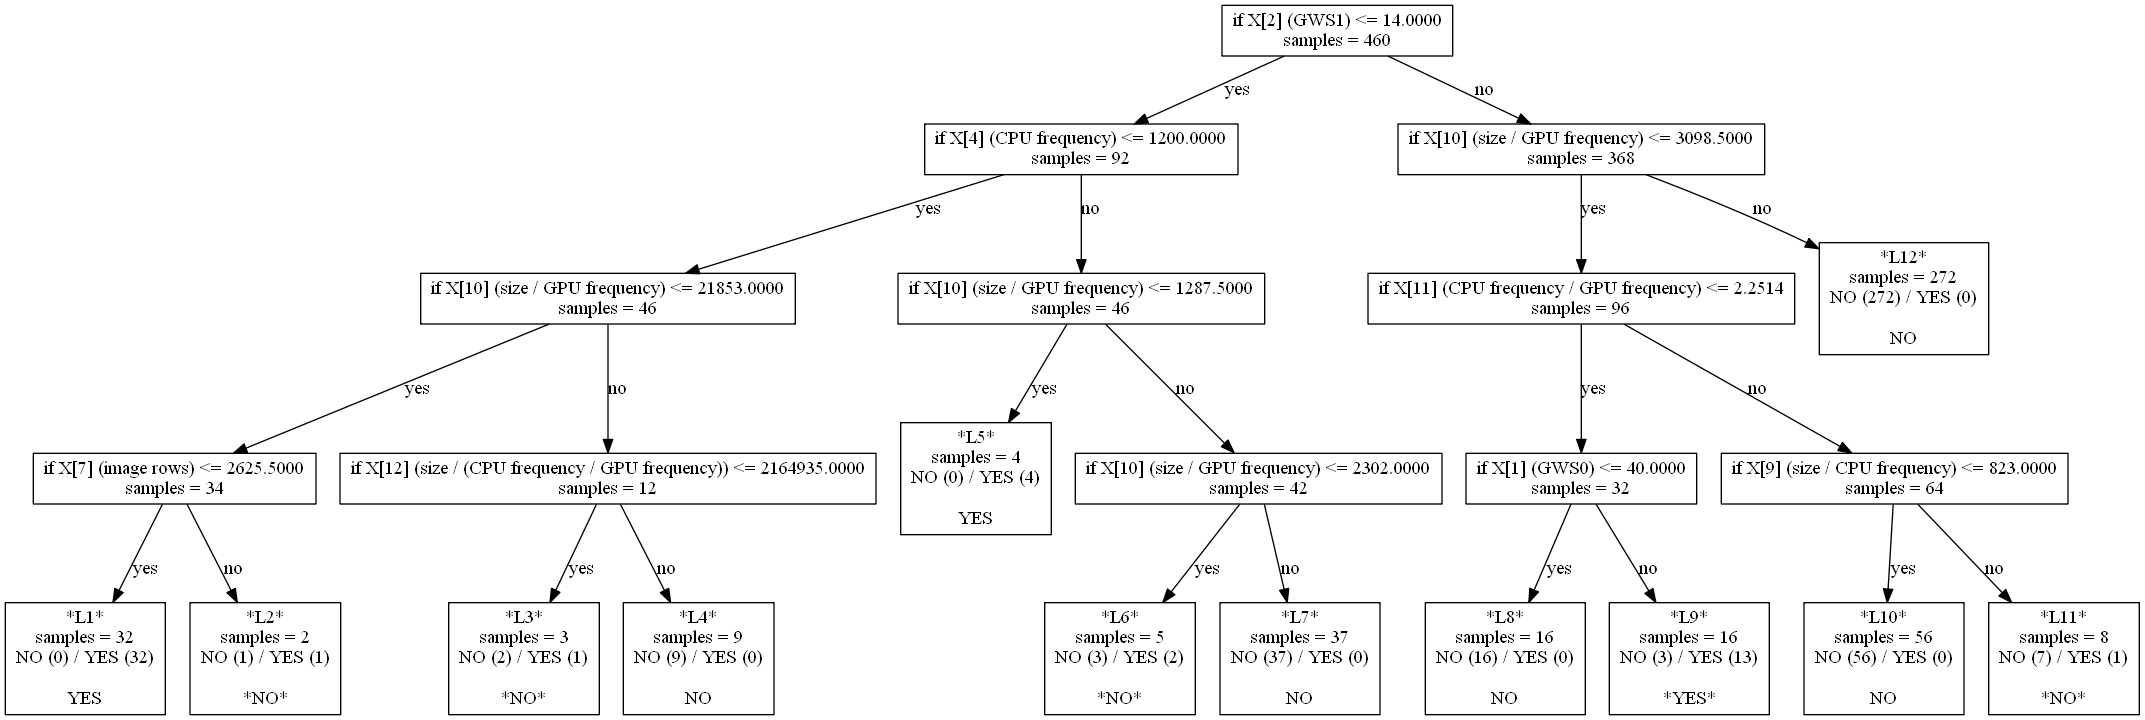 if X[2] (GWS1) <= 14.0000
samples = 460
yes
no
if X[4] (CPU frequency) <= 1200.0000
samples = 92
if X[10] (size / GPU frequency) <= 3098.5000
samples = 368
yes
no
yes
no
if X[10] (size / GPU frequency) <= 21853.0000
samples = 46
if X[10] (size / GPU frequency) <= 1287.5000
samples = 46
if X[11] (CPU frequency / GPU frequency) <= 2.2514
samples = 96
*L12*
samples = 272
NO (272) / YES (0)
NO
yes
no
yes
no
yes
no
if X[7] (image rows) <= 2625.5000
samples = 34
if X[12] (size / (CPU frequency / GPU frequency)) <= 2164935.0000
samples = 12
*L5*
samples = 4
NO (0) / YES (4)
YES
if X[10] (size / GPU frequency) <= 2302.0000
samples = 42
if X[1] (GWS0) <= 40.0000
samples = 32
if X[9] (size / CPU frequency) <= 823.0000
samples = 64
yes
no
yes
no
yes
no
yes
no
yes
no
*L1*
samples = 32
NO (0) / YES (32)
YES
*L2*
samples = 2
NO (1) / YES (1)
*NO*
*L3*
samples = 3
NO (2) / YES (1)
*NO*
*L4*
samples = 9
NO (9) / YES (0)
NO
*L6*
samples = 5
NO (3) / YES (2)
*NO*
*L7*
samples = 37
NO (37) / YES (0)
NO
*L8*
samples = 16
NO (16) / YES (0)
NO
*L9*
samples = 16
NO (3) / YES (13)
*YES*
*L10*
samples = 56
NO (56) / YES (0)
NO
*L11*
samples = 8
NO (7) / YES (1)
*NO*